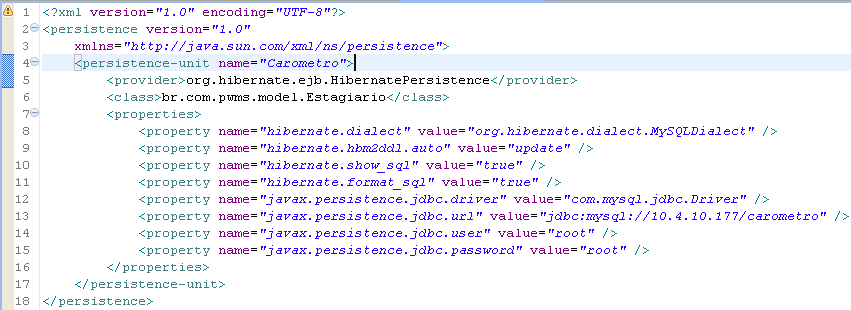 1 <?xml version="1.0" encoding="UTF-8"?>
2 <persistence version="1.0"
3 xmlns="http://java.sun.com/xml/ns/persistence">
4 <persistence-unit name="Carometro">
5 <provider>org.hibernate.ejb.HibernatePersistence</provider>
6 <class>br.com.pwms.model.Estagiario</class>
7 <properties>
8 <property name="hibernate.dialect" value="org.hibernate.dialect.MySQLDialect" />
9 <property name="hibernate.hbm2ddl.auto" value="update" />
10 <property name="hibernate.show_sql" value="true" />
11 <property name="hibernate.format_sql" value="true" />
12 <property name="javax.persistence.jdbc.driver" value="com.mysql.jdbc.Driver" />
13 <property name="javax.persistence.jdbc.url" value="jdbc:mysql://10.4.10.177/carometro" />
14 <property name="javax.persistence.jdbc.user" value="root" />
15 <property name="javax.persistence.jdbc.password" value="root" />
16 </properties>
17 </persistence-unit>
18 </persistence>